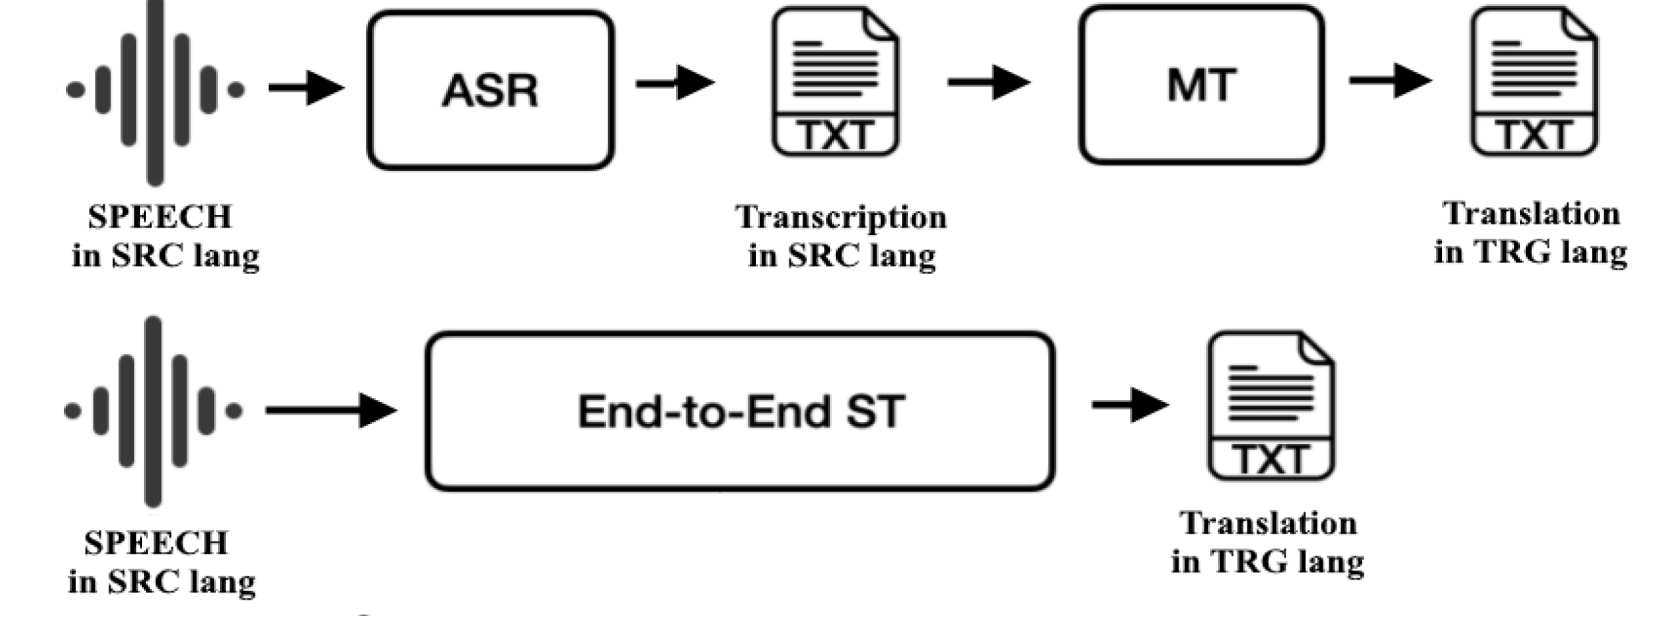 ASR
TXT
MT
TXT
SPEECH
in SRC lang
Transcription
in SRC lang
Translation
in TRG lang
End-to-End ST
TXT
SPEECH
in SRC lang
Translation
in TRG lang